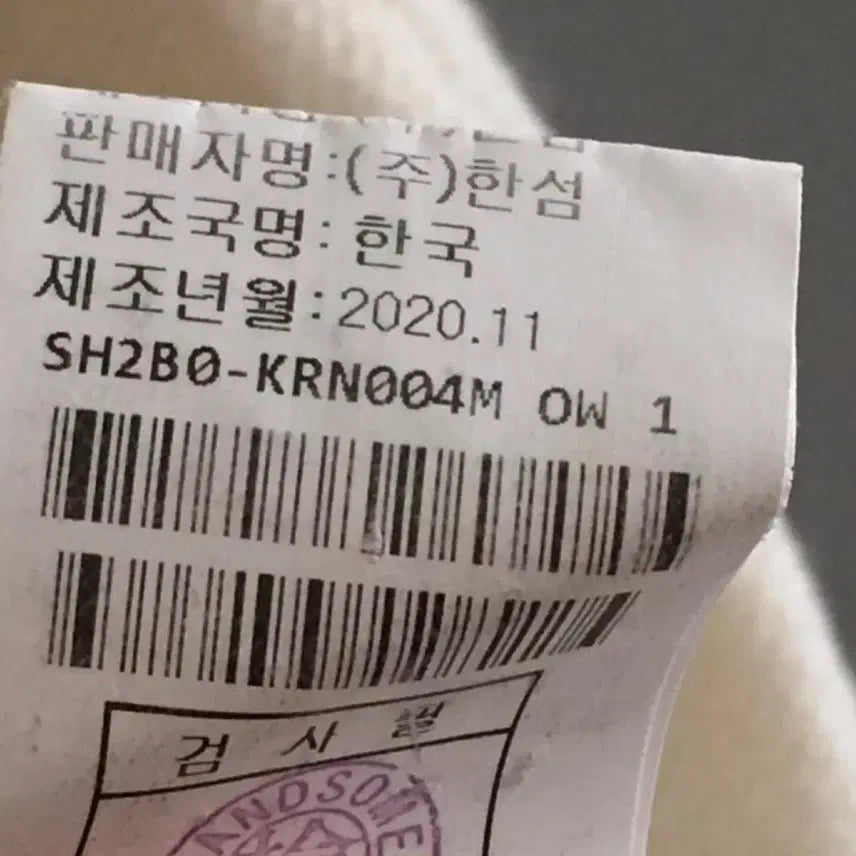 판매자명:(주)한섬
제조국명: 한국
제조년월:2020.11
SH2B0-KRN004M OW 1
검 사 필
ANDSOME